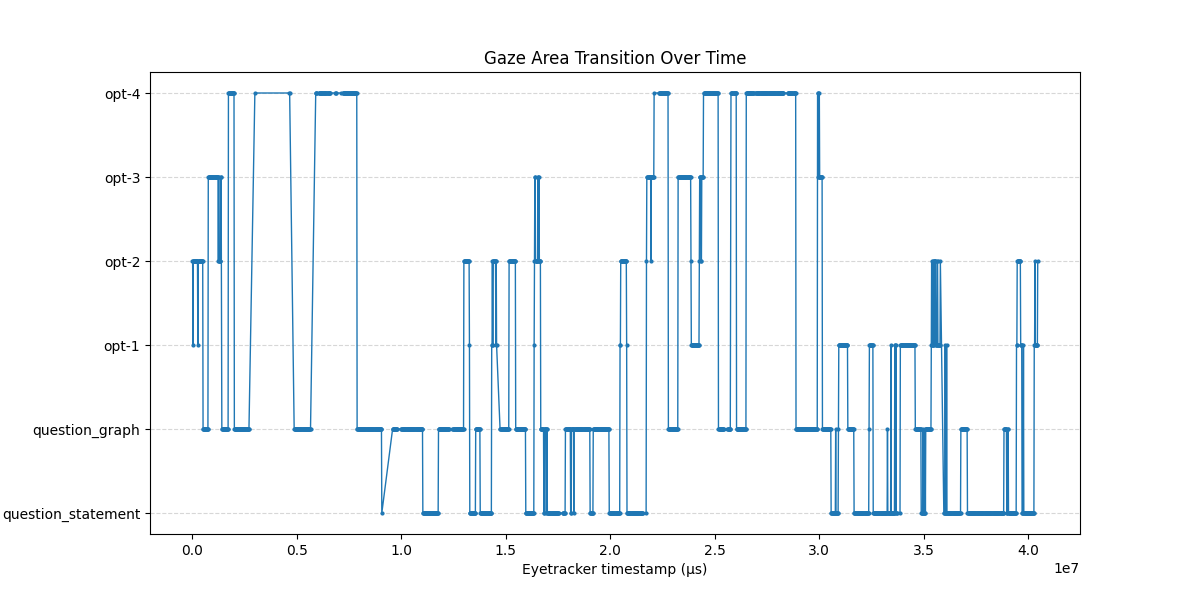 Gaze Area Transition Over Time
opt-4
opt-3
opt-2
opt-1
question_graph
question_statement
0.0 0.5 1.0 1.5 2.0 2.5 3.0 3.5 4.0
1e7
Eyetracker timestamp (μs)